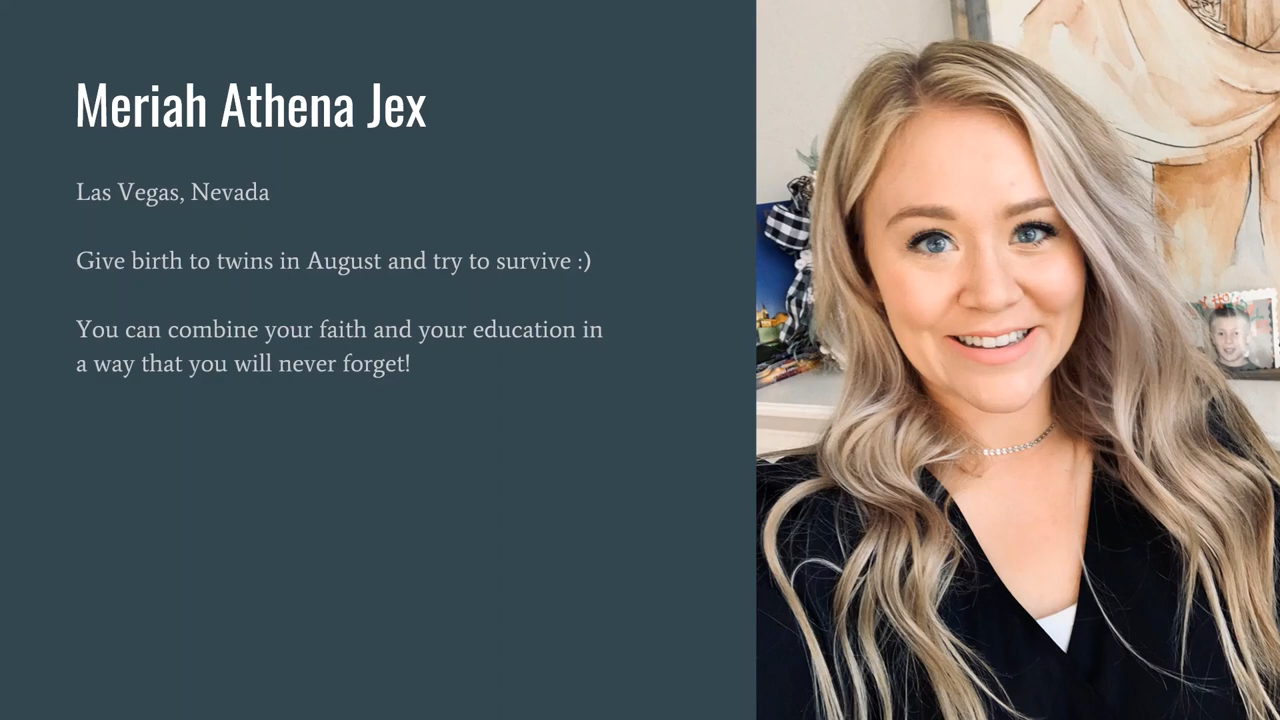 Meriah Athena Jex
Las Vegas, Nevada
Give birth to twins in August and try to survive :)
You can combine your faith and your education in
a way that you will never forget!